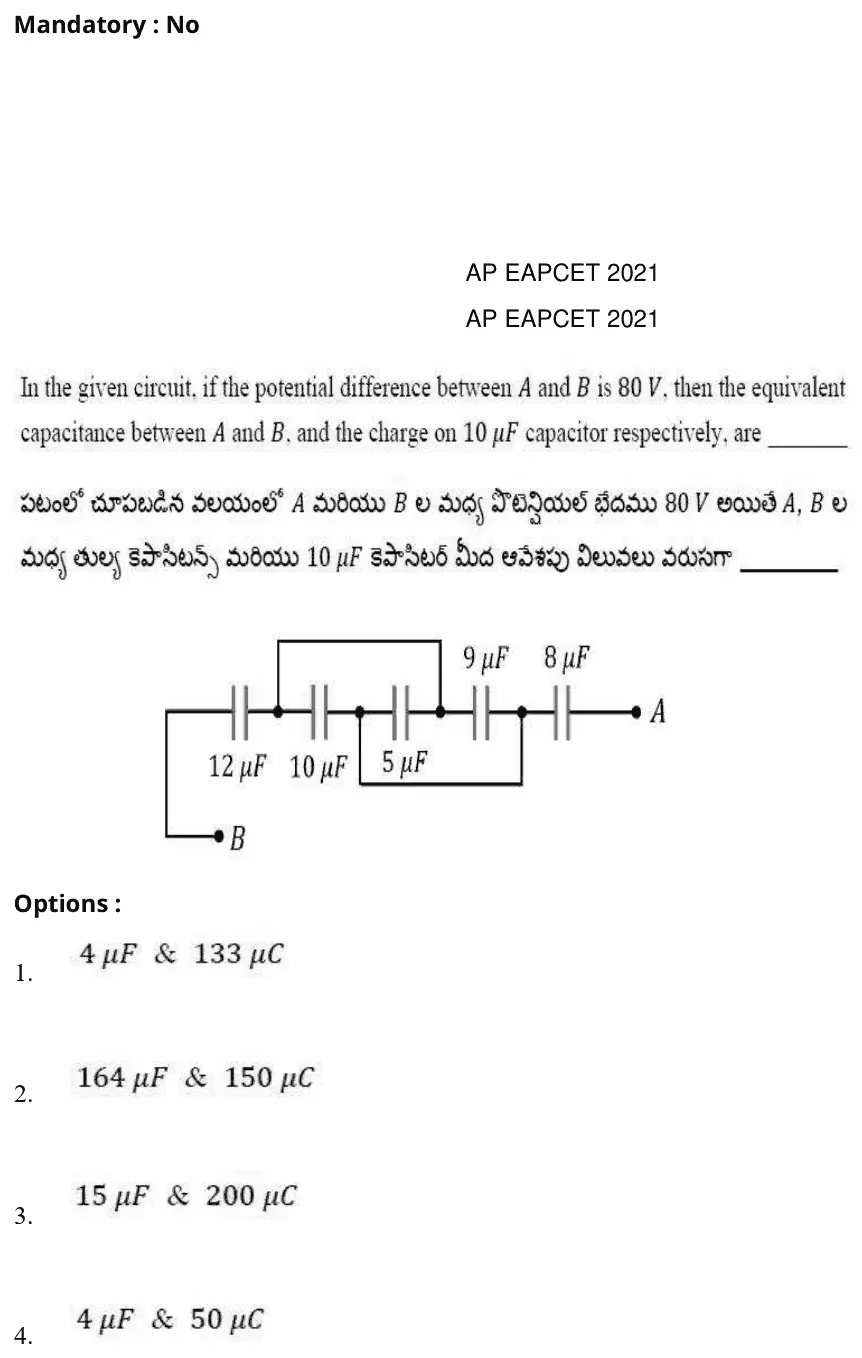 Mandatory : No
AP EAPCET 2021
AP EAPCET 2021
In the given circuit, if the potential difference between A and B is 80 V, then the equivalent
capacitance between A and B, and the charge on 10 μF capacitor respectively, are ______
పటంలో చూపబడిన వలయంలో A మరియు B ల మధ్య పొటెన్షియల్ భేదము 80 V అయితే A, B ల
మధ్య తుల్య కెపాసిటన్స్ మరియు 10 μF కెపాసిటర్ మీద ఆవేశపు విలువలు వరుసగా ______
9 μF 8 μF
A
12 μF 10 μF 5 μF
B
Options :
1. 4 μF & 133 μC
2. 164 μF & 150 μC
3. 15 μF & 200 μC
4. 4 μF & 50 μC